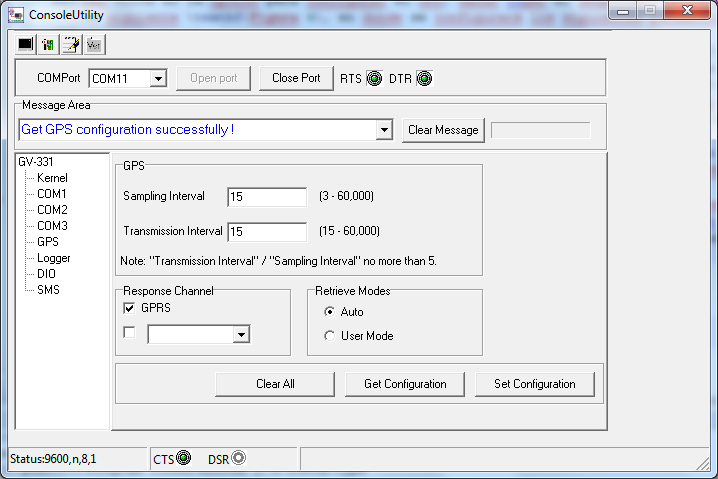 ConsoleUtility
Ver
COMPort COM11 Open port Close Port RTS DTR
Message Area
Get GPS configuration successfully ! Clear Message
GV-331
Kernel
COM1
COM2
COM3
GPS
Logger
DIO
SMS
GPS
Sampling Interval 15 (3 - 60,000)
Transmission Interval 15 (15 - 60,000)
Note: "Transmission Interval" / "Sampling Interval" no more than 5.
Response Channel
GPRS
Retrieve Modes
Auto
User Mode
Clear All Get Configuration Set Configuration
Status:9600,n,8,1 CTS DSR